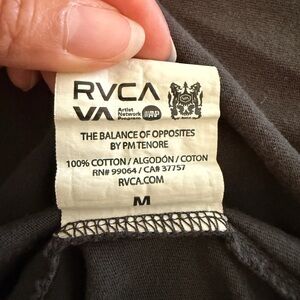 RVCA
VA Artist Network Program ANP
THE BALANCE OF OPPOSITES
BY PM TENORE
100% COTTON / ALGODÓN / COTON
RN# 99064 / CA# 37757
RVCA.COM
M